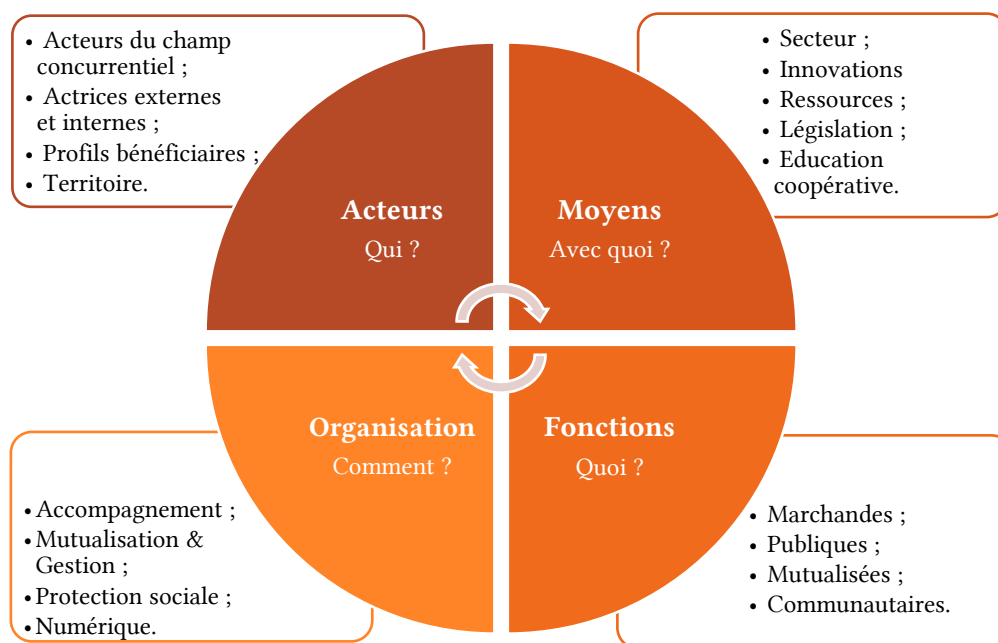 • Acteurs du champ
concurrentiel ;
• Actrices externes
et internes ;
• Profils bénéficiaires ;
• Territoire.
• Secteur ;
• Innovations
• Ressources ;
• Législation ;
• Education
coopérative.
Acteurs
Qui ?
Moyens
Avec quoi ?
Organisation
Comment ?
Fonctions
Quoi ?
• Accompagnement ;
• Mutualisation &
Gestion ;
• Protection sociale ;
• Numérique.
• Marchandes ;
• Publiques ;
• Mutualisées ;
• Communautaires.